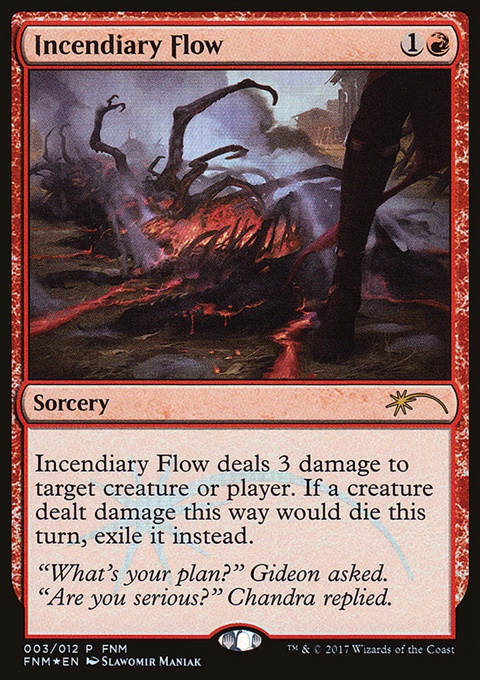 Incendiary Flow 1
Sorcery
Incendiary Flow deals 3 damage to
target creature or player. If a creature
dealt damage this way would die this
turn, exile it instead.
“What’s your plan?” Gideon asked.
“Are you serious?” Chandra replied.
003/012 P FNM
FNM★EN Slawomir Maniak
™ & © 2017 Wizards of the Coast